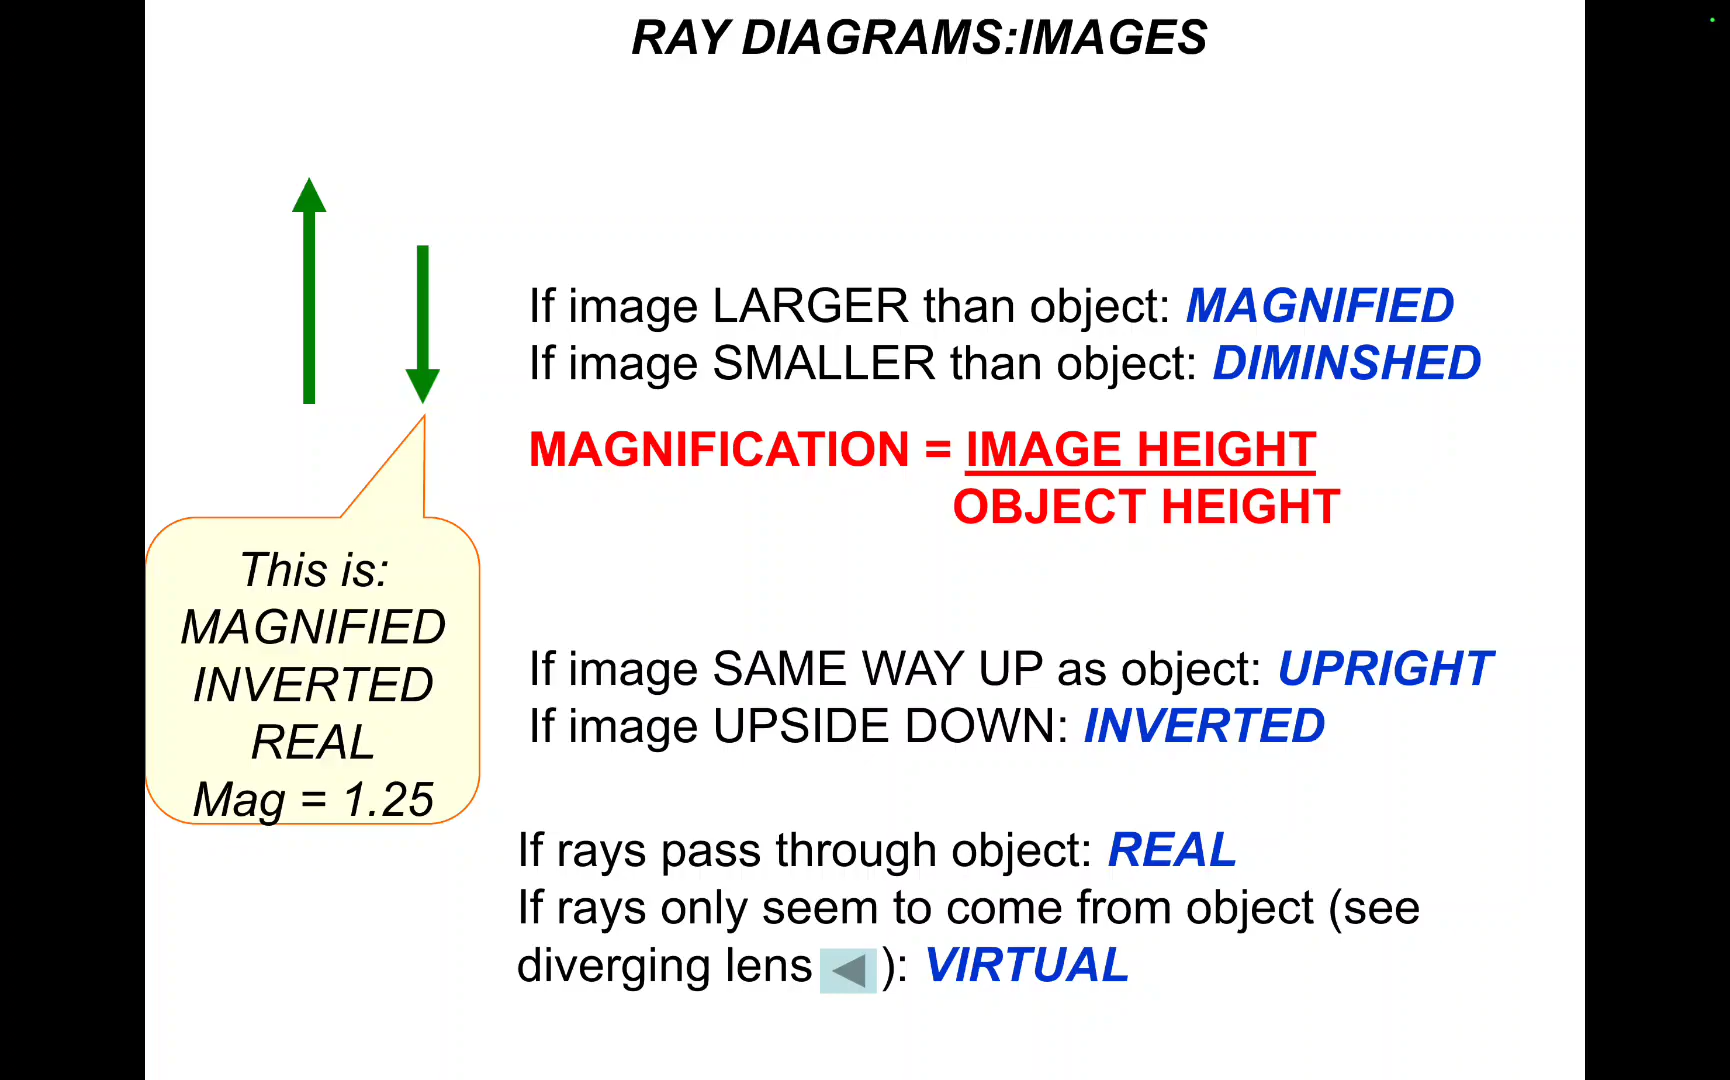 RAY DIAGRAMS:IMAGES
If image LARGER than object: MAGNIFIED
If image SMALLER than object: DIMINSHED
MAGNIFICATION = IMAGE HEIGHT
OBJECT HEIGHT
This is:
MAGNIFIED
INVERTED
REAL
Mag = 1.25
If image SAME WAY UP as object: UPRIGHT
If image UPSIDE DOWN: INVERTED
If rays pass through object: REAL
If rays only seem to come from object (see
diverging lens ): VIRTUAL